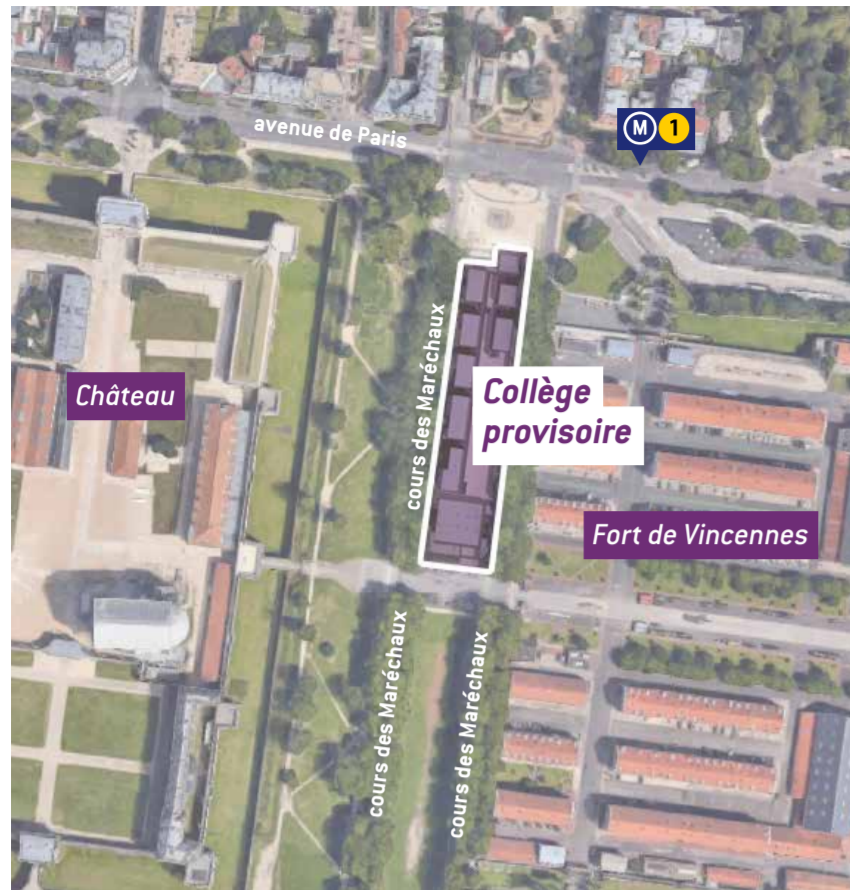 avenue de Paris
M 1
cours des Maréchaux
Château
Collège
provisoire
Fort de Vincennes
cours des Maréchaux
cours des Maréchaux